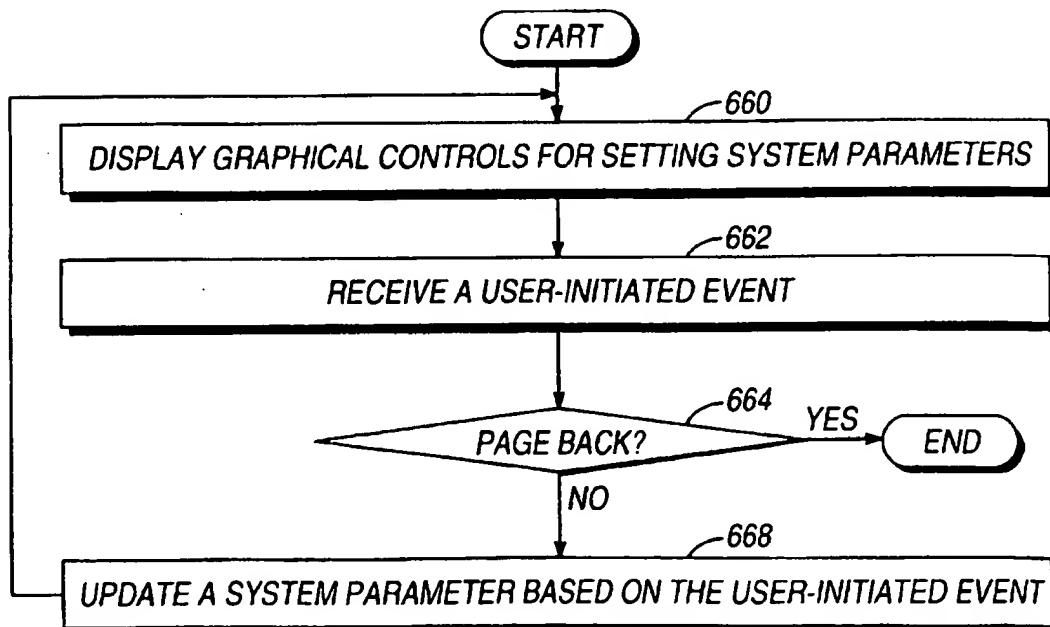 START
660
DISPLAY GRAPHICAL CONTROLS FOR SETTING SYSTEM PARAMETERS
662
RECEIVE A USER-INITIATED EVENT
664
PAGE BACK?
YES
END
NO
668
UPDATE A SYSTEM PARAMETER BASED ON THE USER-INITIATED EVENT